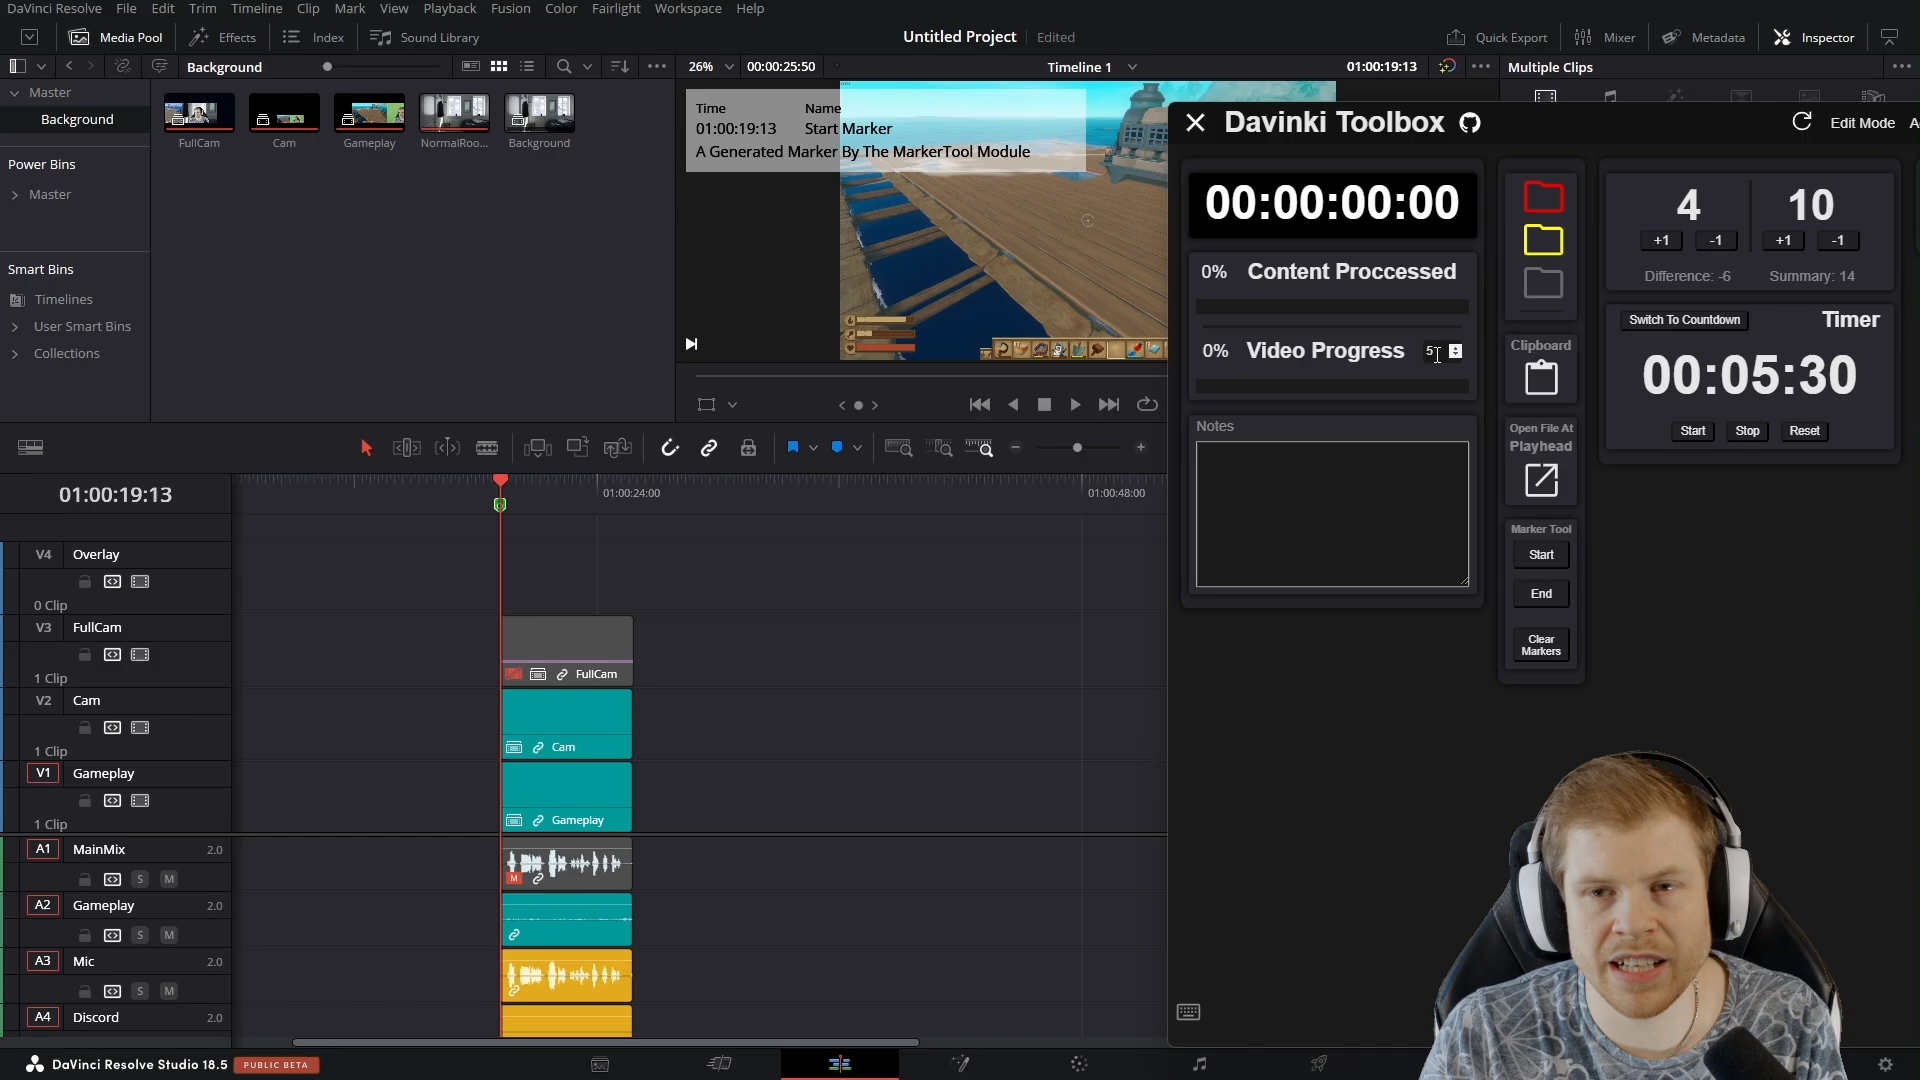 DaVinci Resolve File Edit Trim Timeline Clip Mark View Playback Fusion Color Fairlight Workspace Help
Media Pool Effects Index Sound Library Untitled Project Edited Quick Export Mixer Metadata Inspector
Background 26% 00:00:25:50 Timeline 1 01:00:19:13 Multiple Clips
Master
Background
Power Bins
Master
Smart Bins
Timelines
User Smart Bins
Collections
FullCam Cam Gameplay NormalRoo... Background
Time Name
01:00:19:13 Start Marker
A Generated Marker By The MarkerTool Module
Davinki Toolbox Edit Mode
00:00:00:00
0% Content Proccessed
0% Video Progress 5
Notes
Clipboard
Open File At
Playhead
Marker Tool
Start
End
Clear
Markers
4 10
+1 -1 +1 -1
Difference: -6 Summary: 14
Switch To Countdown Timer
00:05:30
Start Stop Reset
01:00:19:13 01:00:24:00 01:00:48:00
V4 Overlay
0 Clip
V3 FullCam
1 Clip
FullCam
V2 Cam
1 Clip
Cam
V1 Gameplay
1 Clip
Gameplay
A1 MainMix 2.0
S M
M
A2 Gameplay 2.0
S M
A3 Mic 2.0
S M
A4 Discord 2.0
DaVinci Resolve Studio 18.5 PUBLIC BETA